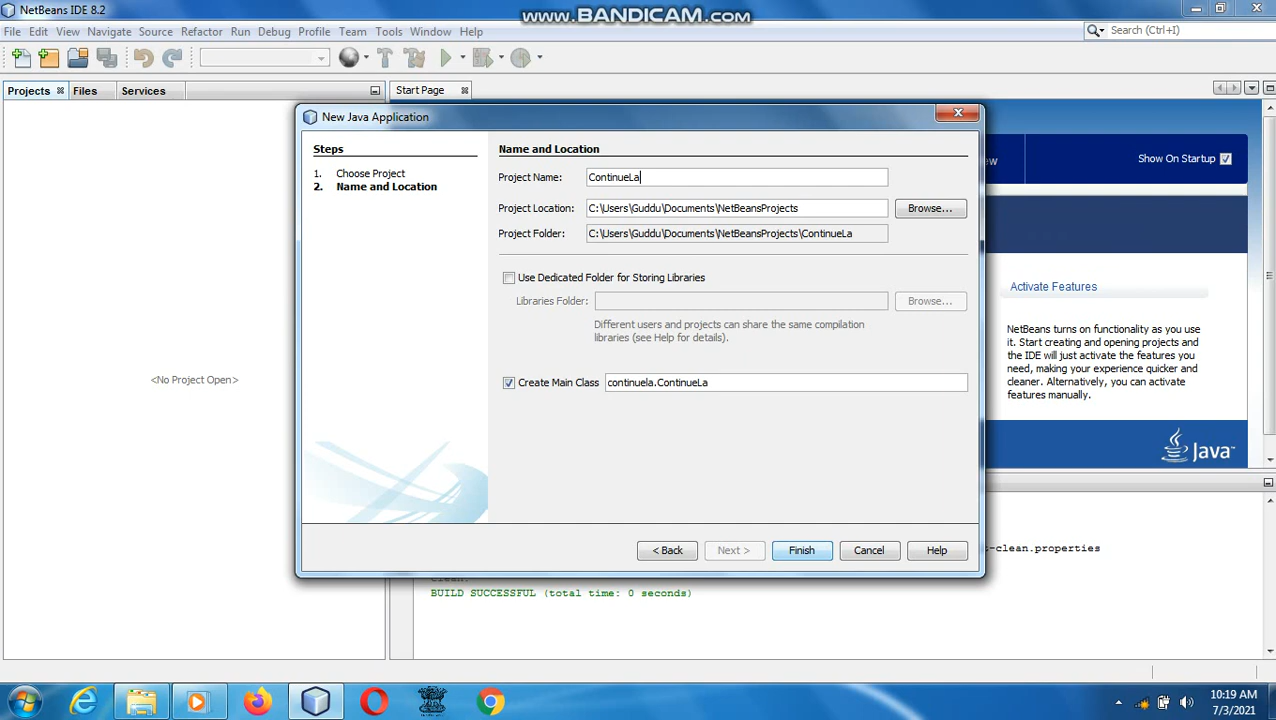 NetBeans IDE 8.2
www.BANDICAM.com
File Edit View Navigate Source Refactor Run Debug Profile Team Tools Window Help
Search (Ctrl+I)
Projects Files Services
Start Page
New Java Application
Steps
1. Choose Project
2. Name and Location
Name and Location
Project Name: ContinueLa
Project Location: C:\Users\Guddu\Documents\NetBeansProjects Browse...
Project Folder: C:\Users\Guddu\Documents\NetBeansProjects\ContinueLa
Use Dedicated Folder for Storing Libraries
Libraries Folder: Browse...
Different users and projects can share the same compilation
libraries (see Help for details).
Create Main Class continuela.ContinueLa
< Back Next > Finish Cancel Help
<No Project Open>
Show On Startup
Activate Features
NetBeans turns on functionality as you use
it. Start creating and opening projects and
the IDE will just activate the features you
need, making your experience quicker and
cleaner. Alternatively, you can activate
features manually.
Java
-clean.properties
clean:
BUILD SUCCESSFUL (total time: 0 seconds)
10:19 AM
7/3/2021